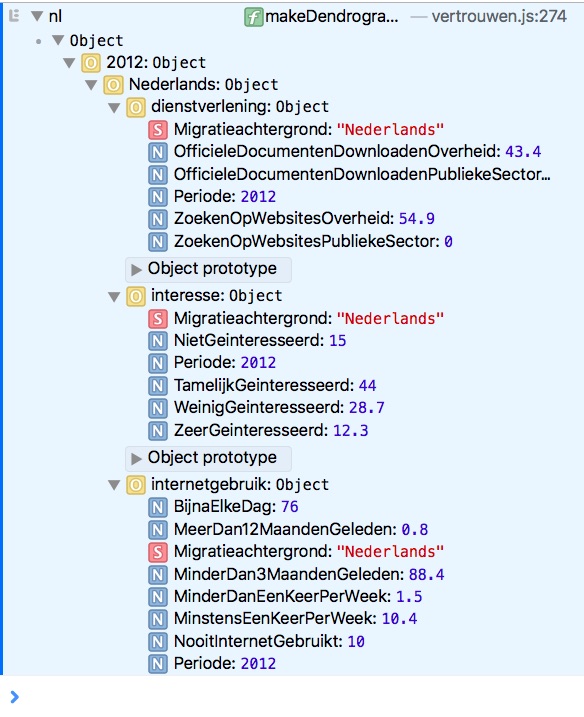 nl makeDendrogra... — vertrouwen.js:274
Object
O 2012: Object
O Nederlands: Object
O dienstverlening: Object
S Migratieachtergrond: "Nederlands"
N OfficieleDocumentenDownloadenOverheid: 43.4
N OfficieleDocumentenDownloadenPubliekeSector...
N Periode: 2012
N ZoekenOpWebsitesOverheid: 54.9
N ZoekenOpWebsitesPubliekeSector: 0
Object prototype
O interesse: Object
S Migratieachtergrond: "Nederlands"
N NietGeinteresseerd: 15
N Periode: 2012
N TamelijkGeinteresseerd: 44
N WeinigGeinteresseerd: 28.7
N ZeerGeinteresseerd: 12.3
Object prototype
O internetgebruik: Object
N BijnaElkeDag: 76
N MeerDan12MaandenGeleden: 0.8
S Migratieachtergrond: "Nederlands"
N MinderDan3MaandenGeleden: 88.4
N MinderDanEenKeerPerWeek: 1.5
N MinstensEenKeerPerWeek: 10.4
N NooitInternetGebruikt: 10
N Periode: 2012